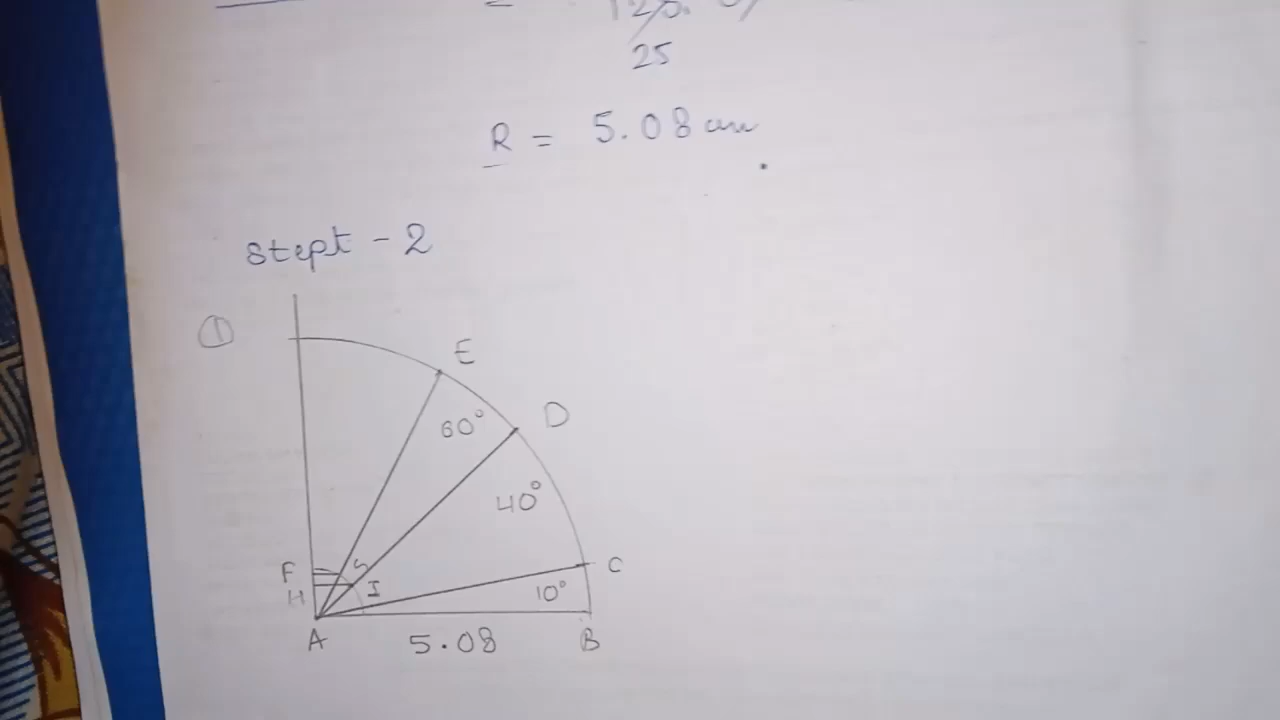 =
25
R = 5.08 cm
stept - 2
①
E
60°
D
40°
F
G
C
H
I
10°
A
5.08
B